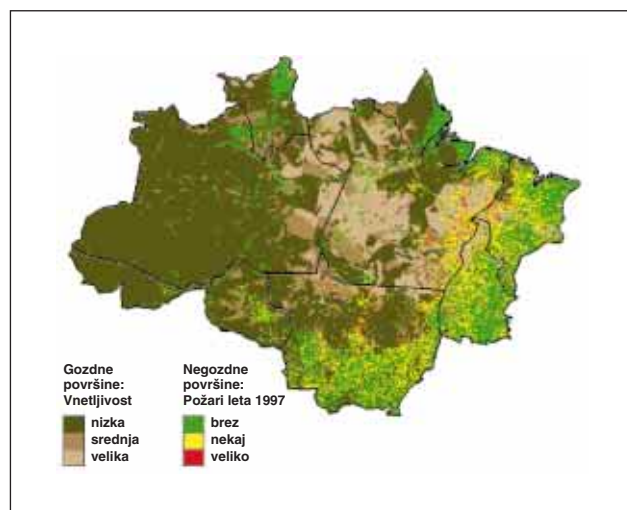 Gozdne
površine:
Vnetljivost
nizka
srednja
velika
Negozdne
površine:
Požari leta 1997
brez
nekaj
veliko